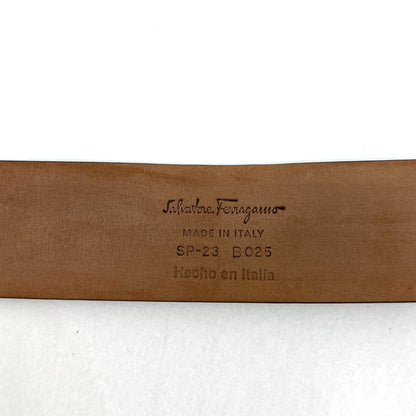 Salvatore Ferragamo
MADE IN ITALY
SP-23 B025
Hecho en Italia